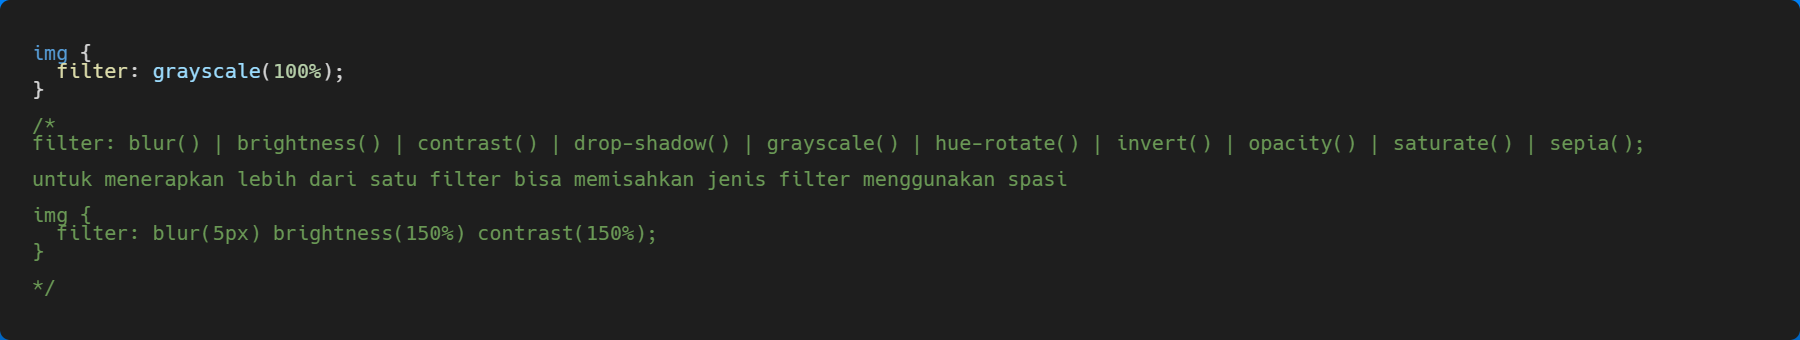 img {
  filter: grayscale(100%);
}
/*
filter: blur() | brightness() | contrast() | drop-shadow() | grayscale() | hue-rotate() | invert() | opacity() | saturate() | sepia();
untuk menerapkan lebih dari satu filter bisa memisahkan jenis filter menggunakan spasi
img {
  filter: blur(5px) brightness(150%) contrast(150%);
}
*/